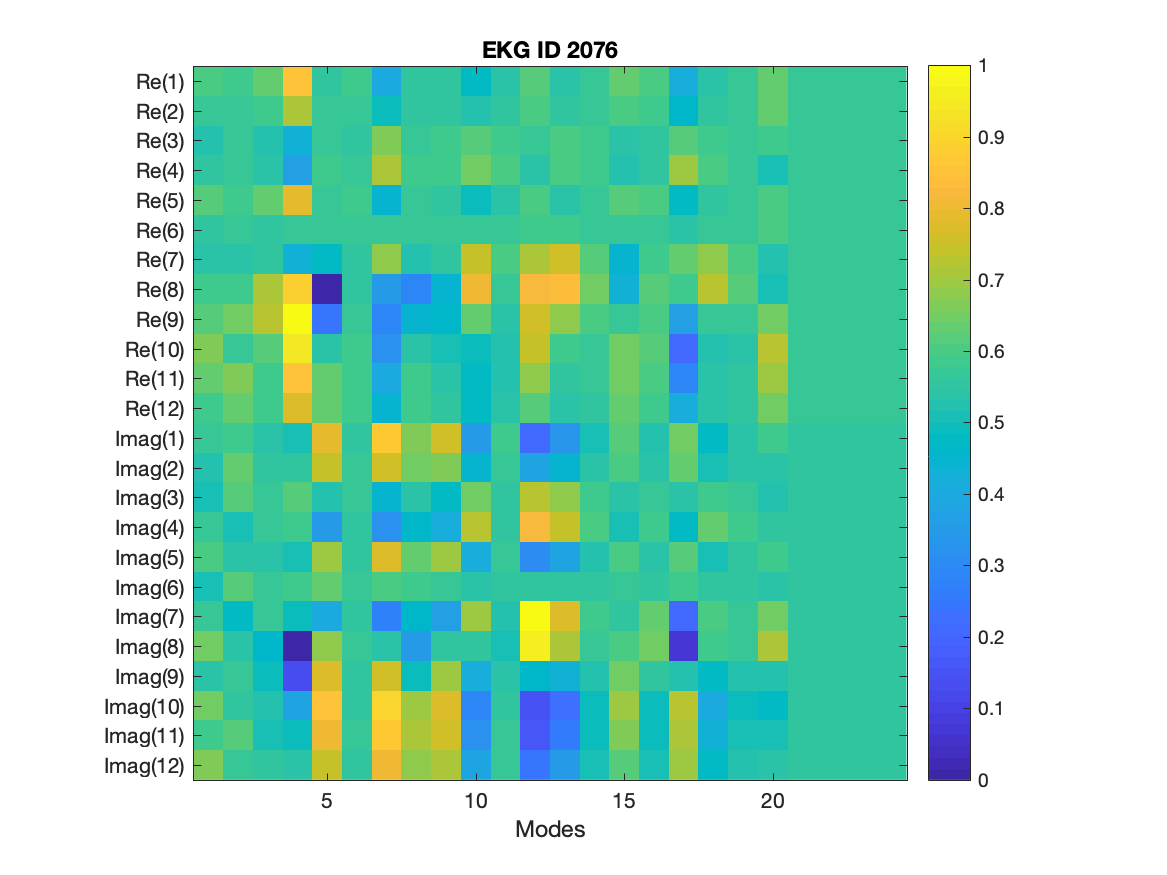 EKG ID 2076
Re(1)
Re(2)
Re(3)
Re(4)
Re(5)
Re(6)
Re(7)
Re(8)
Re(9)
Re(10)
Re(11)
Re(12)
Imag(1)
Imag(2)
Imag(3)
Imag(4)
Imag(5)
Imag(6)
Imag(7)
Imag(8)
Imag(9)
Imag(10)
Imag(11)
Imag(12)
5 10 15 20
Modes
1
0.9
0.8
0.7
0.6
0.5
0.4
0.3
0.2
0.1
0